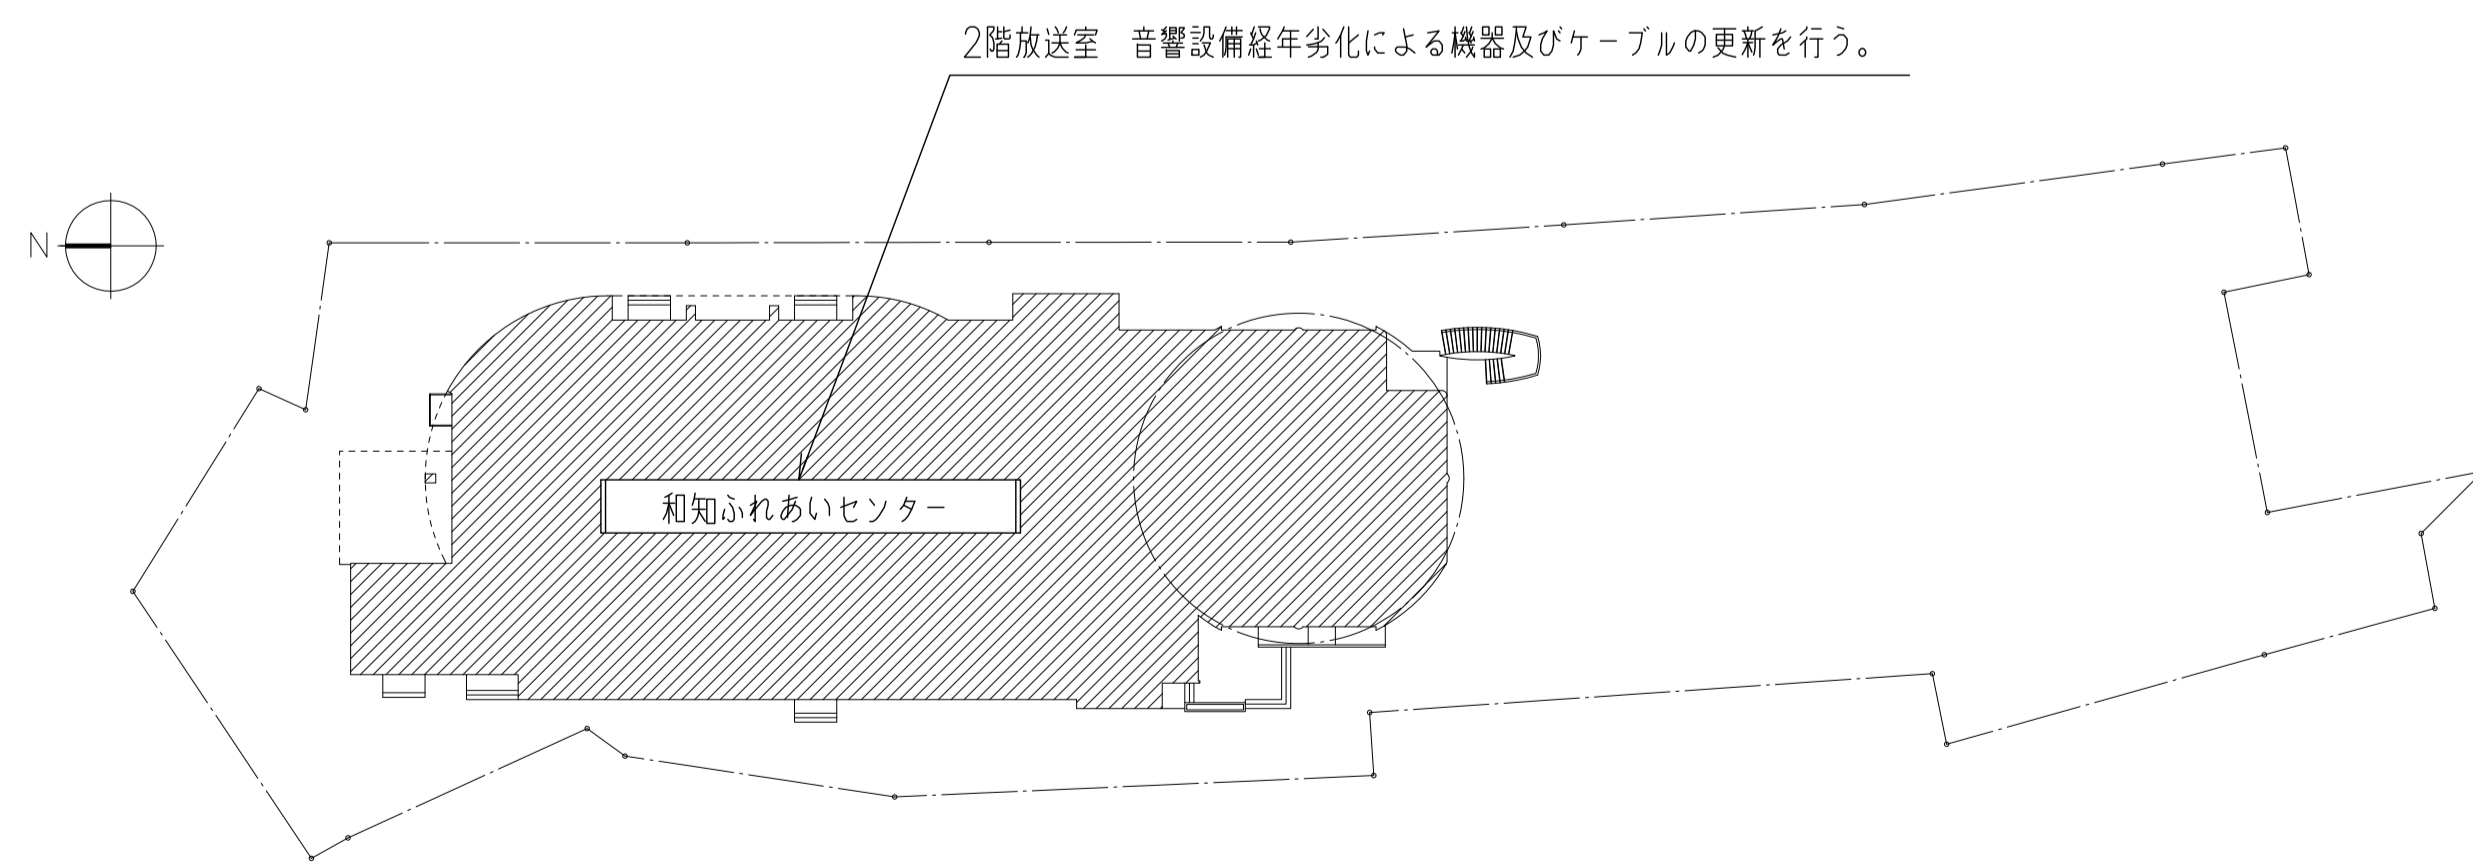 2階放送室　音響設備経年劣化による機器及びケーブルの更新を行う。
N
和知ふれあいセンター